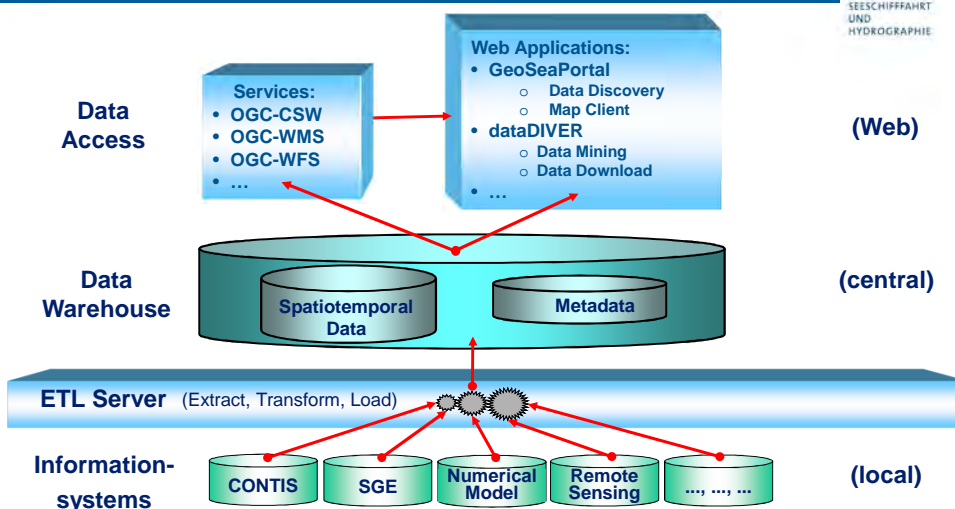 SEESCHIFFFAHRT
UND
HYDROGRAPHIE
Data
Access
Services:
• OGC-CSW
• OGC-WMS
• OGC-WFS
• ...
Web Applications:
• GeoSeaPortal
o Data Discovery
o Map Client
• dataDIVER
o Data Mining
o Data Download
• ...
(Web)
Data
Warehouse
Spatiotemporal
Data
Metadata
(central)
ETL Server (Extract, Transform, Load)
Information-
systems
CONTIS
SGE
Numerical
Model
Remote
Sensing
..., ..., ...
(local)